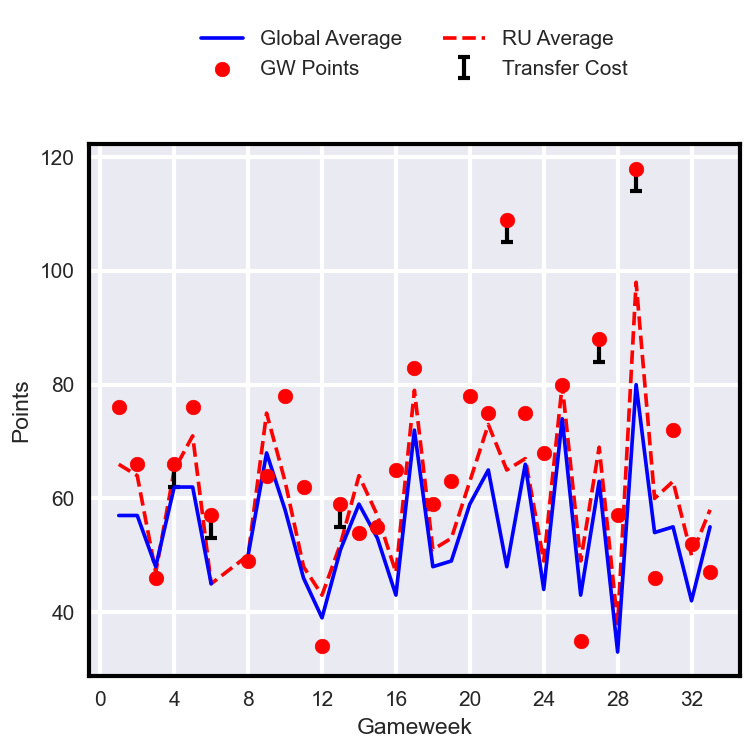 Global Average
RU Average
GW Points
Transfer Cost
120
100
80
60
40
Points
0 4 8 12 16 20 24 28 32
Gameweek